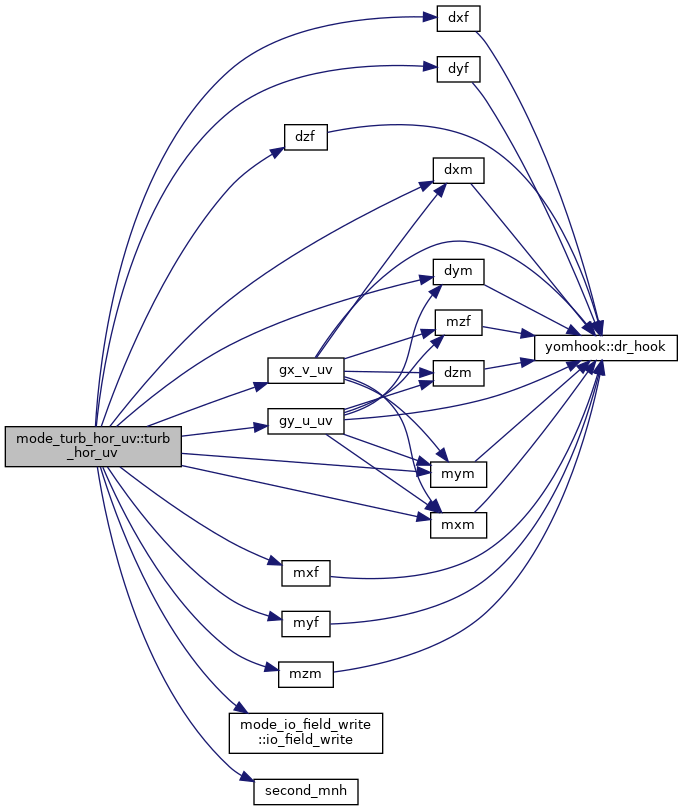 dxf
dyf
dzf
dxm
dym
mzf
yomhook::dr_hook
gx_v_uv
dzm
gy_u_uv
mode_turb_hor_uv::turb
_hor_uv
mym
mxm
mxf
myf
mzm
mode_io_field_write
::io_field_write
second_mnh